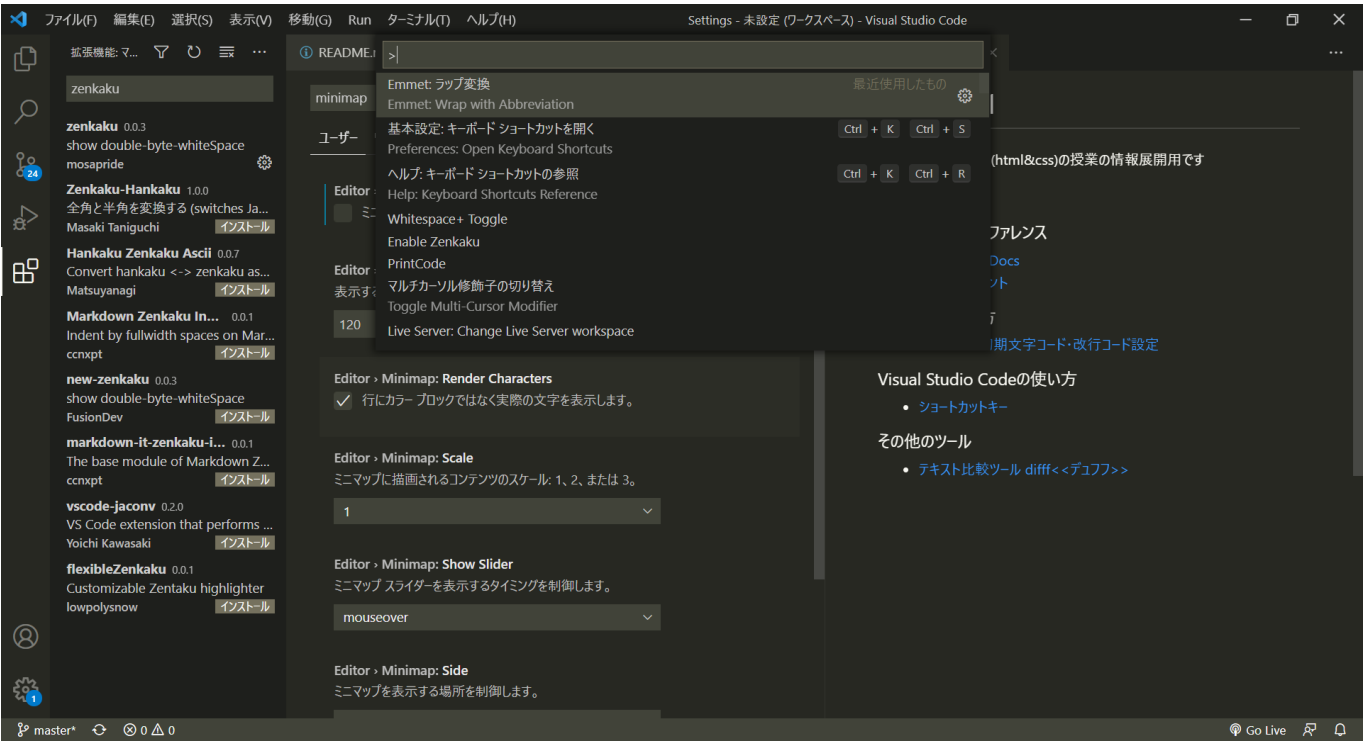 ファイル(F) 編集(E) 選択(S) 表示(V) 移動(G) Run ターミナル(T) ヘルプ(H)
Settings - 未設定 (ワークスペース) - Visual Studio Code
拡張機能: マ...
README.
zenkaku
zenkaku 0.0.3
show double-byte-whiteSpace
mosapride
Zenkaku-Hankaku 1.0.0
全角と半角を変換する (switches Ja...
Masaki Taniguchi インストール
Hankaku Zenkaku Ascii 0.0.7
Convert hankaku <-> zenkaku as...
Matsuyanagi インストール
Markdown Zenkaku In... 0.0.1
Indent by fullwidth spaces on Mar...
ccnxpt インストール
new-zenkaku 0.0.3
show double-byte-whiteSpace
FusionDev インストール
markdown-it-zenkaku-i... 0.0.1
The base module of Markdown Z...
ccnxpt インストール
vscode-jaconv 0.2.0
VS Code extension that performs ...
Yoichi Kawasaki インストール
flexibleZenkaku 0.0.1
Customizable Zentaku highlighter
lowpolysnow インストール
24
1
>
Emmet: ラップ変換 最近使用したもの
Emmet: Wrap with Abbreviation
基本設定: キーボード ショートカットを開く Ctrl + K Ctrl + S
Preferences: Open Keyboard Shortcuts
ヘルプ: キーボード ショートカットの参照 Ctrl + K Ctrl + R
Help: Keyboard Shortcuts Reference
Whitespace+ Toggle
Enable Zenkaku
PrintCode
マルチカーソル修飾子の切り替え
Toggle Multi-Cursor Modifier
Live Server: Change Live Server workspace
minimap
ユーザー
Editor
ミ
Editor
表示す
120
Editor › Minimap: Render Characters
行にカラー ブロックではなく実際の文字を表示します。
Editor › Minimap: Scale
ミニマップに描画されるコンテンツのスケール: 1、2、または 3。
1
Editor › Minimap: Show Slider
ミニマップ スライダーを表示するタイミングを制御します。
mouseover
Editor › Minimap: Side
ミニマップを表示する場所を制御します。
(html&css)の授業の情報展開用です
ファレンス
Docs
ント
期文字コード・改行コード設定
Visual Studio Codeの使い方
• ショートカットキー
その他のツール
• テキスト比較ツール difff<<デュフフ>>
master* 0 0
Go Live